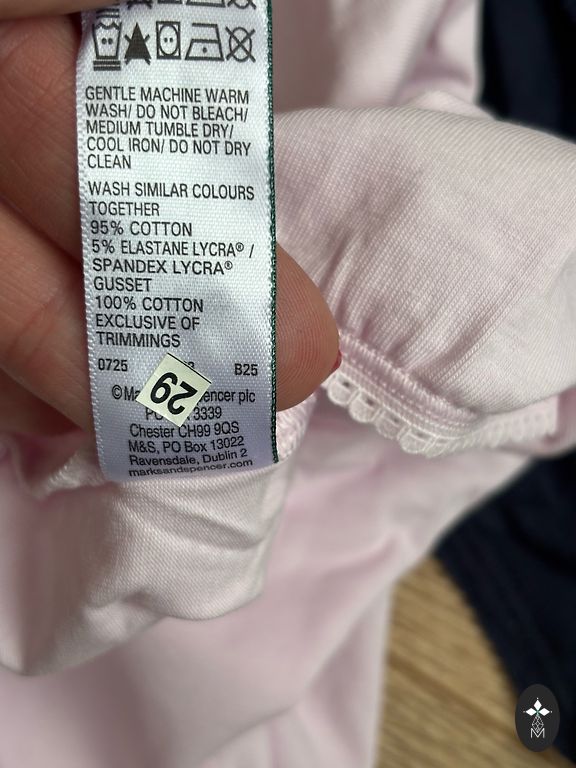 GENTLE MACHINE WARM
WASH/ DO NOT BLEACH/
MEDIUM TUMBLE DRY/
COOL IRON/ DO NOT DRY
CLEAN
WASH SIMILAR COLOURS
TOGETHER
95% COTTON
5% ELASTANE LYCRA® /
SPANDEX LYCRA®
GUSSET
100% COTTON
EXCLUSIVE OF
TRIMMINGS
0725 B25
29
© plc
3339
Chester CH99 9QS
M&S, PO Box 13022
Ravensdale, Dublin 2
marksandspencer.com